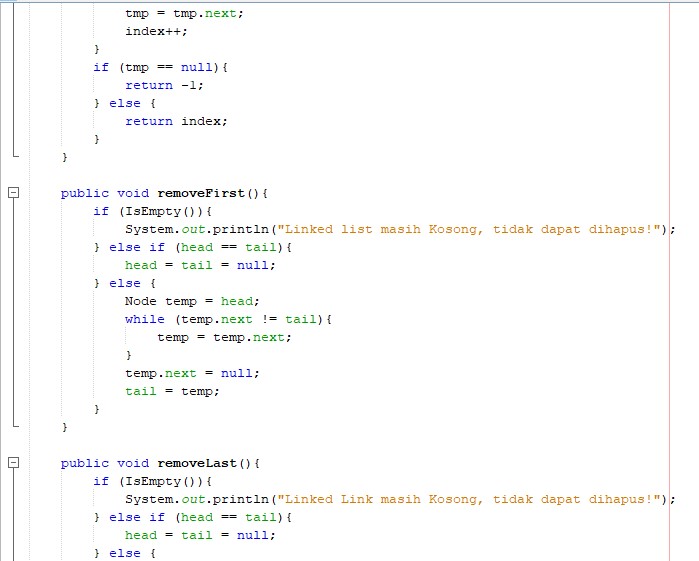 tmp = tmp.next;
index++;
}
if (tmp == null){
return -1;
} else {
return index;
}
}
public void removeFirst(){
if (IsEmpty()){
System.out.println("Linked list masih Kosong, tidak dapat dihapus!");
} else if (head == tail){
head = tail = null;
} else {
Node temp = head;
while (temp.next != tail){
temp = temp.next;
}
temp.next = null;
tail = temp;
}
}
public void removeLast(){
if (IsEmpty()){
System.out.println("Linked Link masih Kosong, tidak dapat dihapus!");
} else if (head == tail){
head = tail = null;
} else {